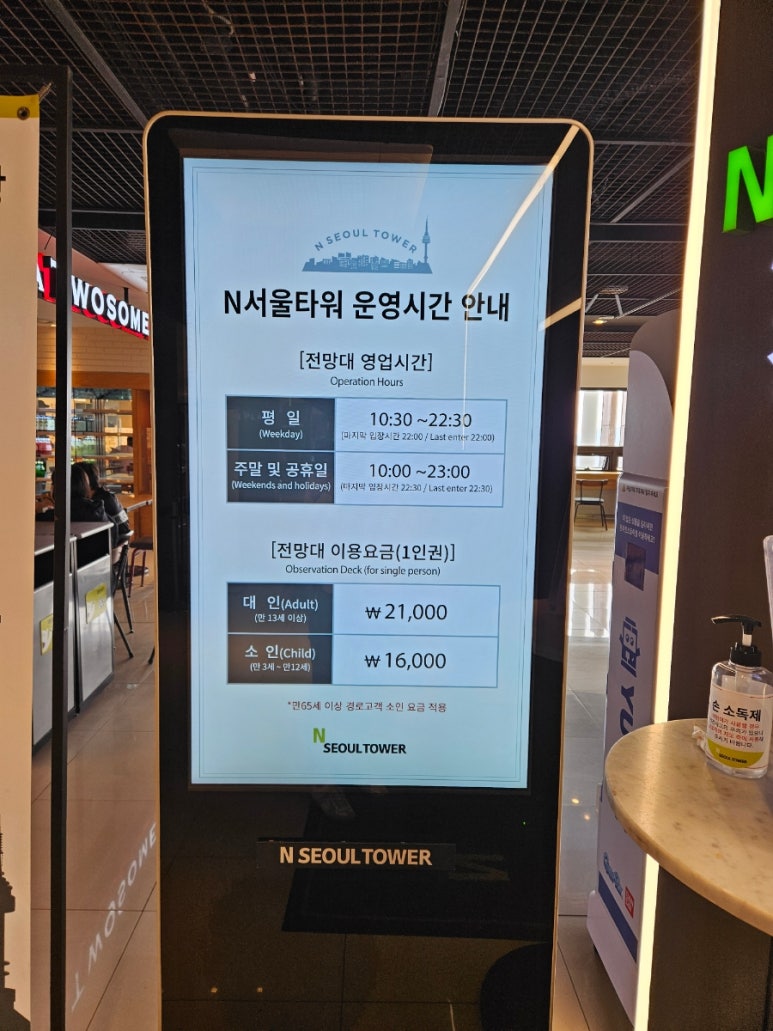 N SEOUL TOWER
N서울타워 운영시간 안내
[전망대 영업시간]
Operation Hours
평 일
(Weekday)
10:30 ~22:30
(마지막 입장시간 22:00 / Last enter 22:00)
주말 및 공휴일
(Weekends and holidays)
10:00 ~23:00
(마지막 입장시간 22:30 / Last enter 22:30)
[전망대 이용요금(1인권)]
Observation Deck (for single person)
대 인(Adult)
(만 13세 이상)
₩ 21,000
소 인(Child)
(만 3세 ~ 만12세)
₩ 16,000
*만65세 이상 경로고객 소인 요금 적용
N
SEOUL TOWER
N SEOUL TOWER
A TWOSOME
N
손 소독제
SEOUL TOWER